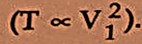 (T ∝ V₁²).